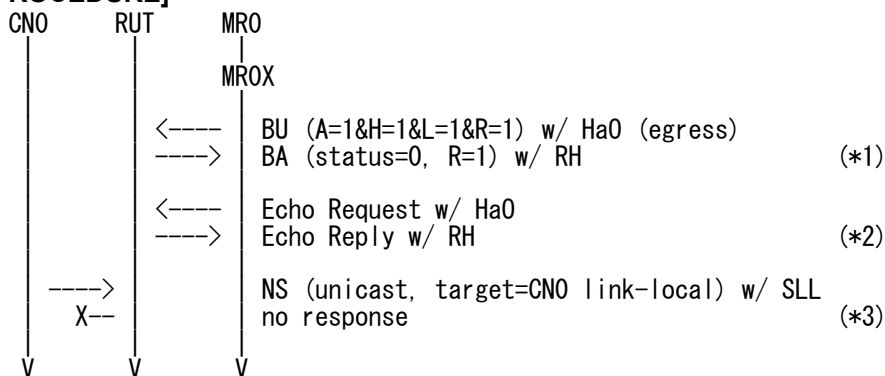 ROCEDURE]
CN0 RUT MR0
MR0X
<---- BU (A=1&H=1&L=1&R=1) w/ HaO (egress)
----> BA (status=0, R=1) w/ RH (*1)
<---- Echo Request w/ HaO
----> Echo Reply w/ RH (*2)
----> NS (unicast, target=CN0 link-local) w/ SLL
X-- no response (*3)
V V V